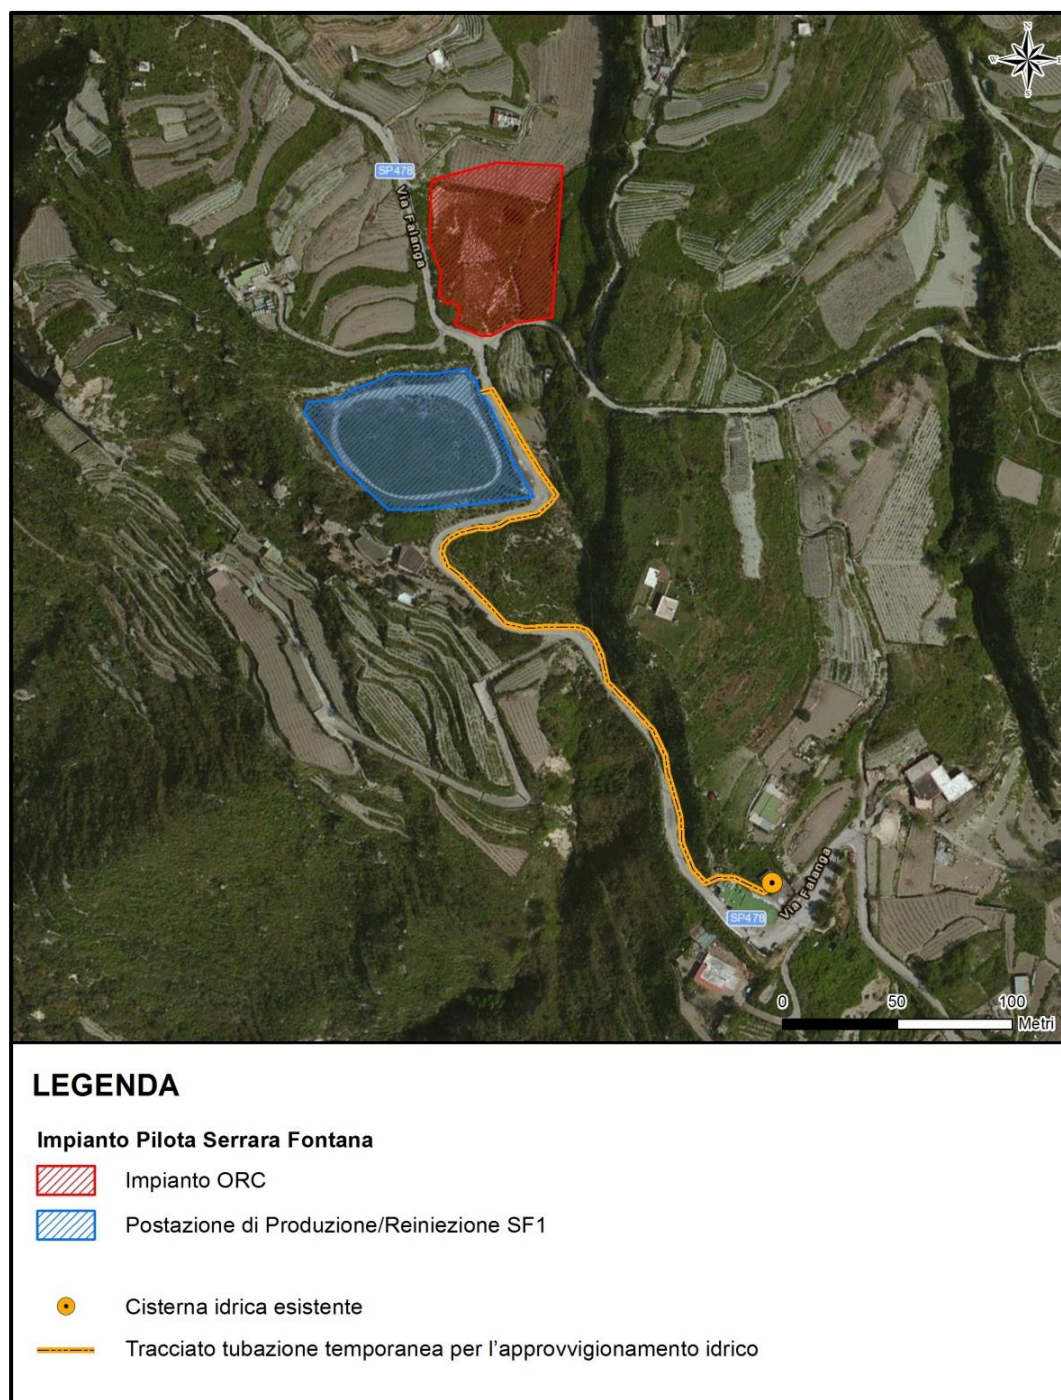 N
W
E
S
SP478
Via Falanga
Via Falanga
SP478
0 50 100
Metri
LEGENDA
Impianto Pilota Serrara Fontana
Impianto ORC
Postazione di Produzione/Reiniezione SF1
Cisterna idrica esistente
Tracciato tubazione temporanea per l'approvvigionamento idrico